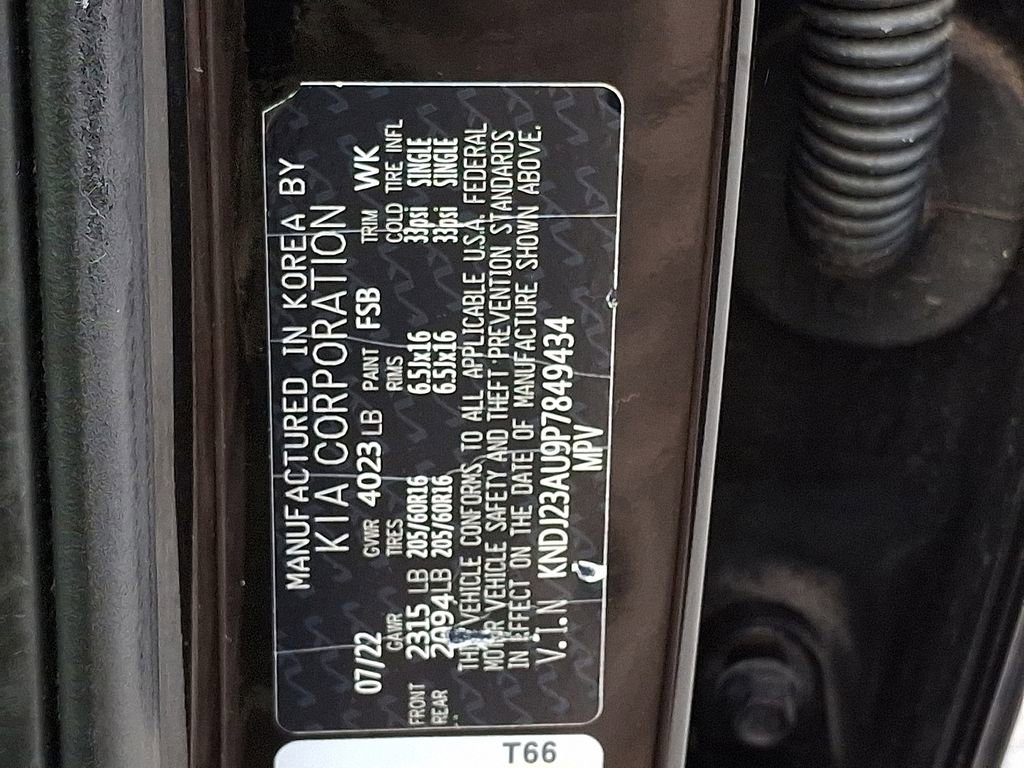 MANUFACTURED IN KOREA BY
KIA CORPORATION
07/22 GVWR 4023 LB PAINT FSB TRIM WK
GAWR TIRES RIMS COLD TIRE INFL
FRONT 2315 LB 205/60R16 6.5Jx16 33psi SINGLE
REAR 2094 LB 205/60R16 6.5Jx16 33psi SINGLE
THIS VEHICLE CONFORMS TO ALL APPLICABLE U.S.A. FEDERAL
MOTOR VEHICLE SAFETY AND THEFT PREVENTION STANDARDS
IN EFFECT ON THE DATE OF MANUFACTURE SHOWN ABOVE.
V.I.N KNDJ23AU9P7849434
MPV
T66